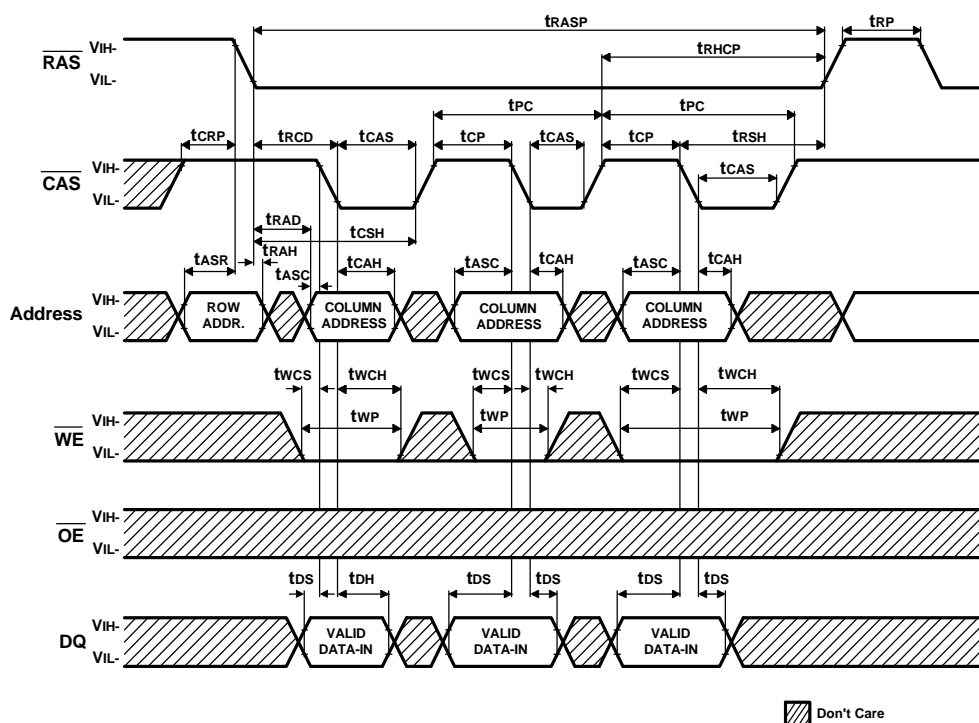 tRASP tRP
tRHCP
RAS VIH-
VIL-
tPC tPC
tCRP tRCD tCAS tCP tCAS tCP tRSH
CAS VIH-
VIL-
tCAS
tRAD
tCSH
tASR tRAH
tASC tCAH tASC tCAH tASC tCAH
Address VIH-
VIL-
ROW
ADDR.
COLUMN
ADDRESS
COLUMN
ADDRESS
COLUMN
ADDRESS
tWCS tWCH tWCS tWCH tWCS tWCH
tWP tWP tWP
WE VIH-
VIL-
OE VIH-
VIL-
tDS tDH tDS tDS tDS tDS
DQ VIH-
VIL-
VALID
DATA-IN
VALID
DATA-IN
VALID
DATA-IN
Don't Care